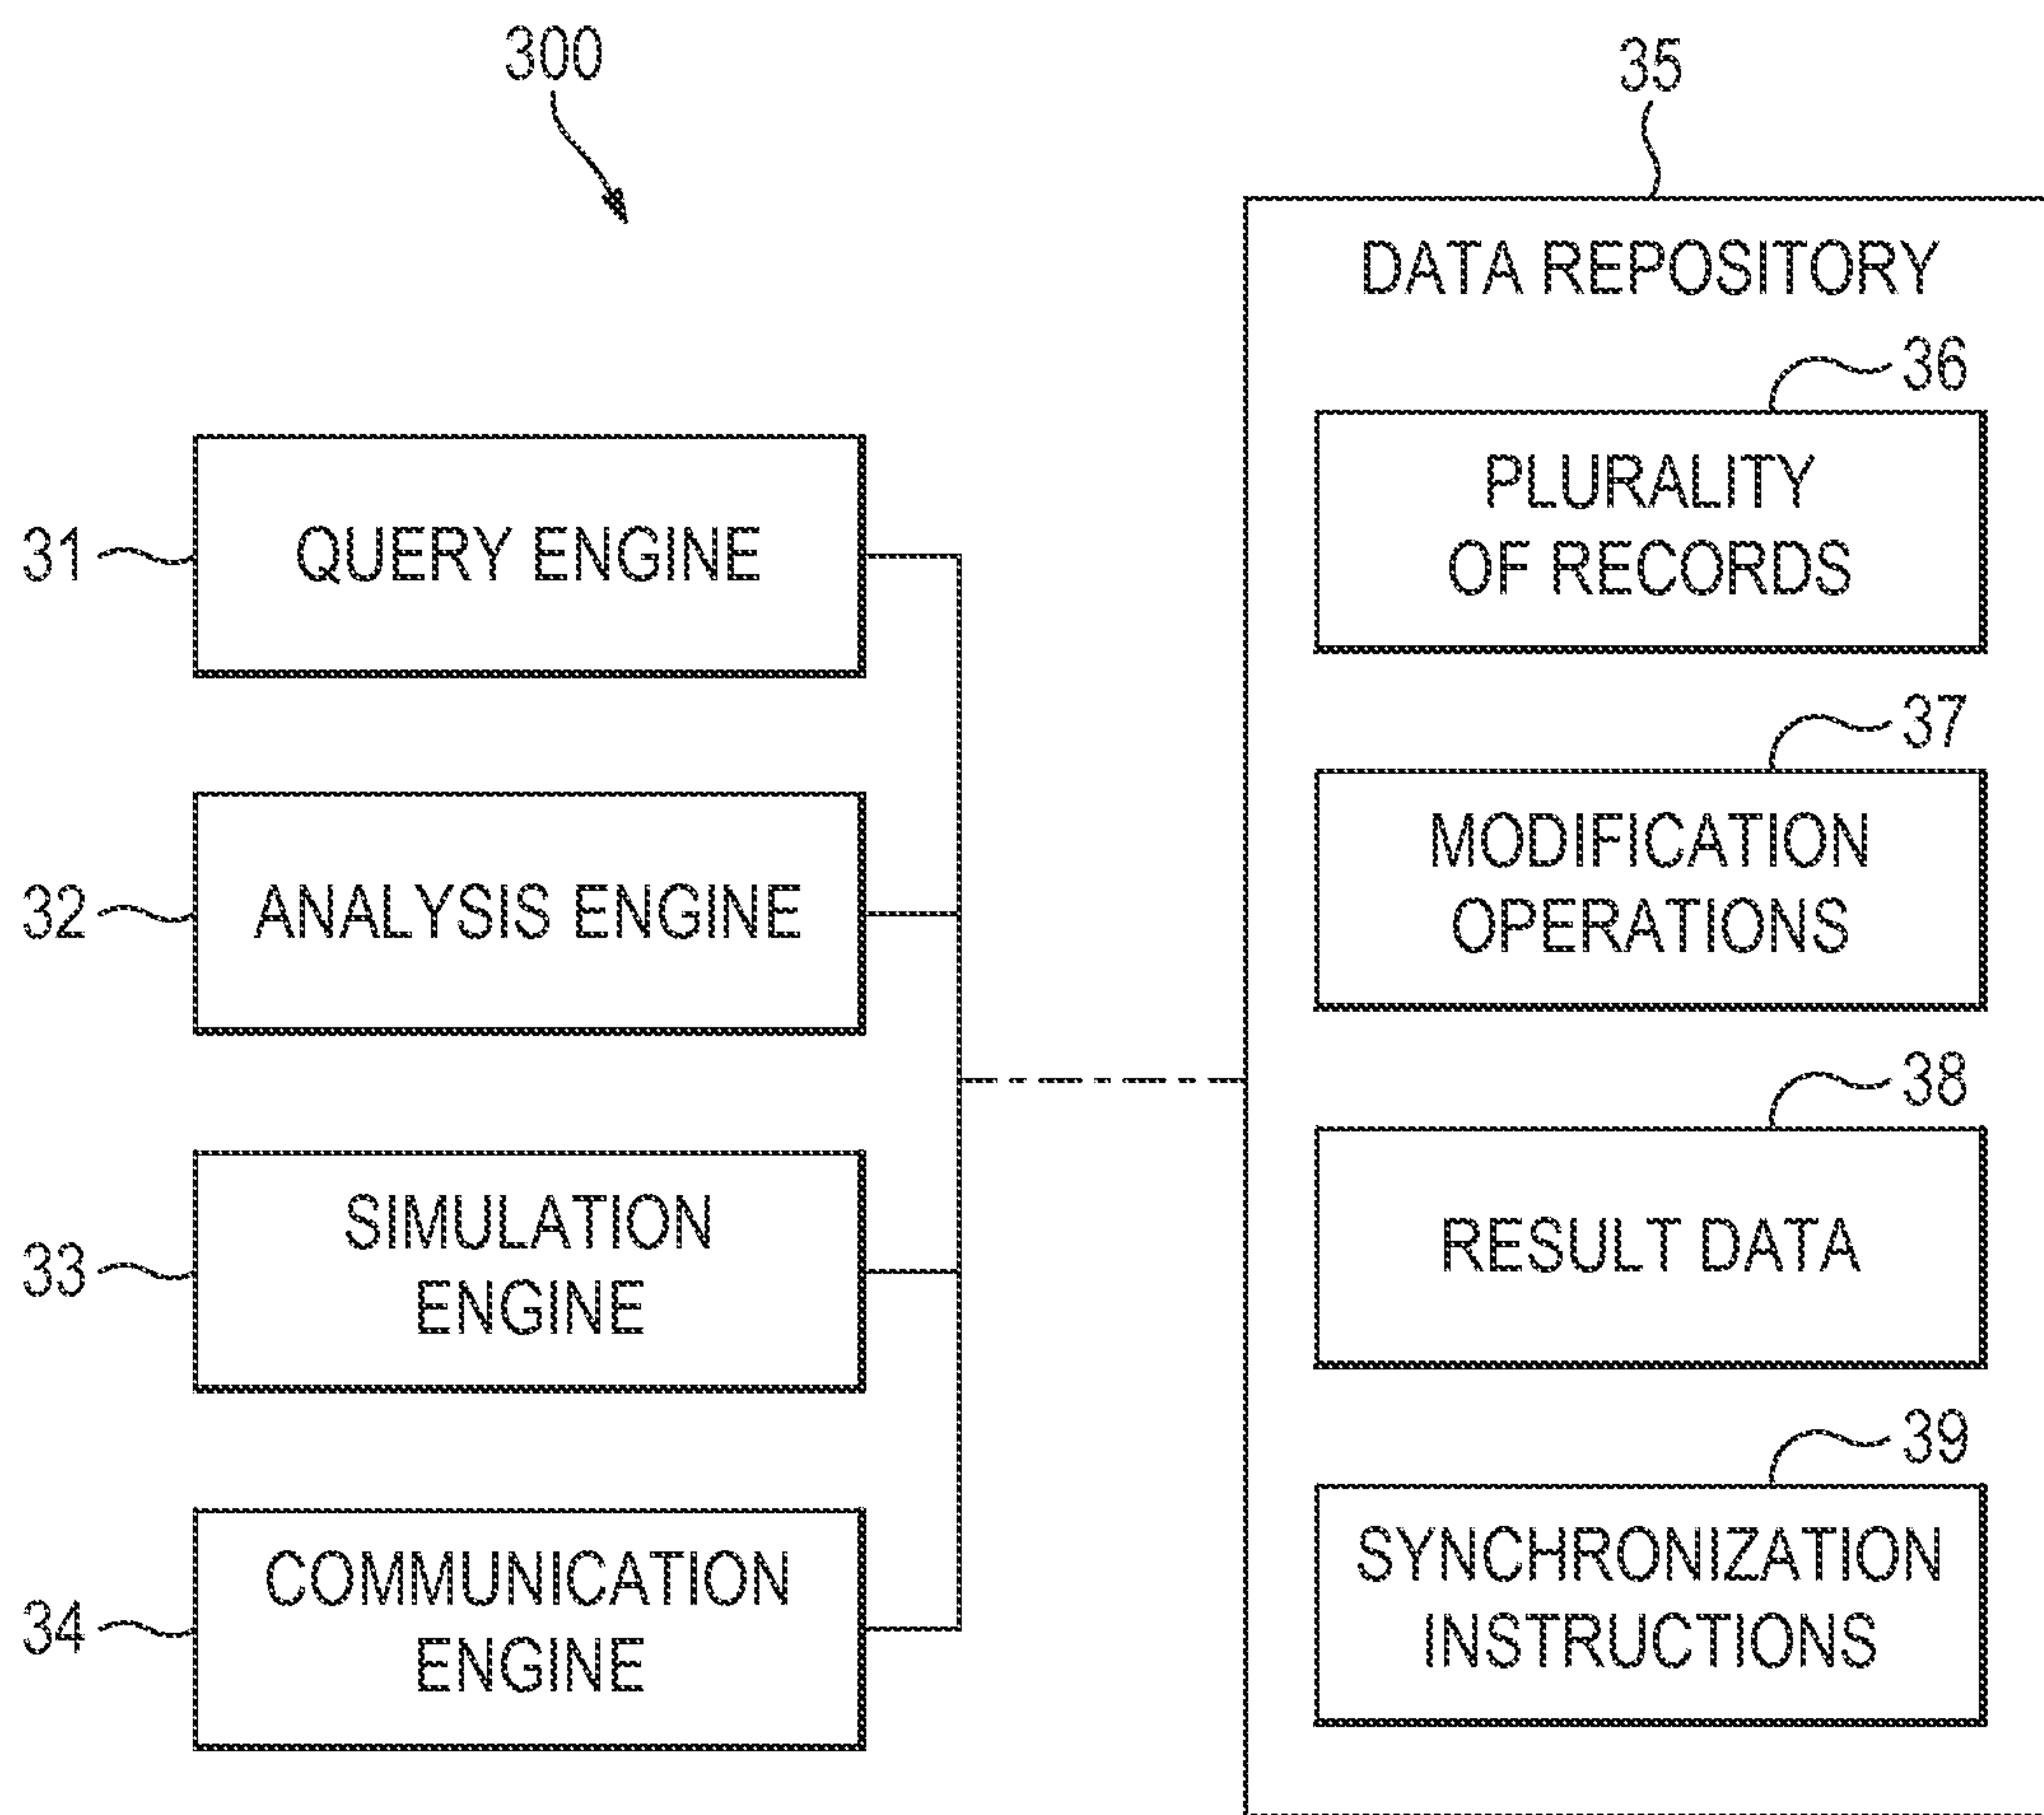 300
31
QUERY ENGINE
32
ANALYSIS ENGINE
33
SIMULATION
ENGINE
34
COMMUNICATION
ENGINE
35
DATA REPOSITORY
36
PLURALITY
OF RECORDS
37
MODIFICATION
OPERATIONS
38
RESULT DATA
39
SYNCHRONIZATION
INSTRUCTIONS